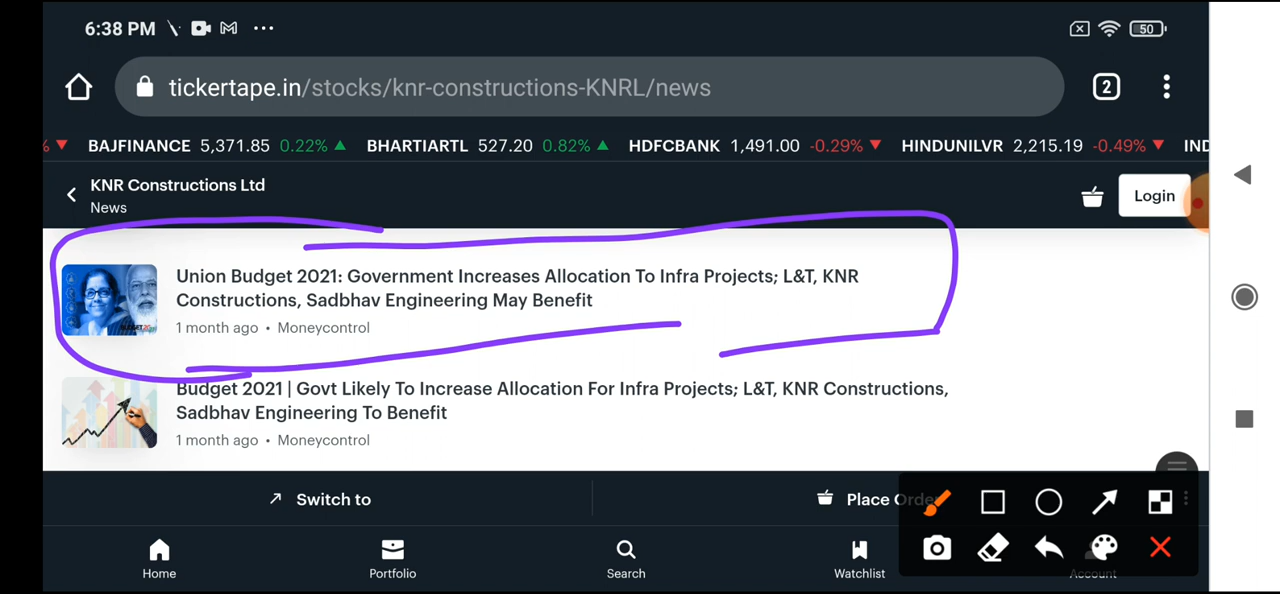 6:38 PM
50
tickertape.in/stocks/knr-constructions-KNRL/news
2
% BAJFINANCE 5,371.85 0.22% BHARTIARTL 527.20 0.82% HDFCBANK 1,491.00 -0.29% HINDUNILVR 2,215.19 -0.49% IND
KNR Constructions Ltd
News
Login
Union Budget 2021: Government Increases Allocation To Infra Projects; L&T, KNR
Constructions, Sadbhav Engineering May Benefit
1 month ago • Moneycontrol
Budget 2021 | Govt Likely To Increase Allocation For Infra Projects; L&T, KNR Constructions,
Sadbhav Engineering To Benefit
1 month ago • Moneycontrol
Switch to
Place Order
Home
Portfolio
Search
Watchlist
Account